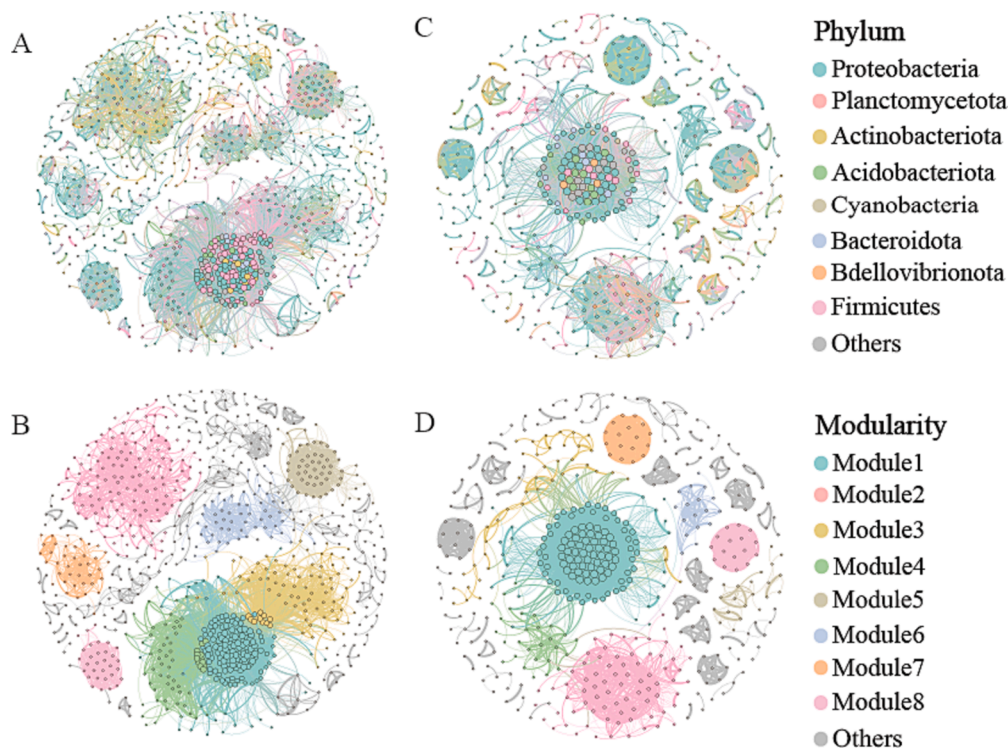 A
C
Phylum
Proteobacteria
Planctomycetota
Actinobacteriota
Acidobacteriota
Cyanobacteria
Bacteroidota
Bdellovibrionota
Firmicutes
Others
B
D
Modularity
Module1
Module2
Module3
Module4
Module5
Module6
Module7
Module8
Others